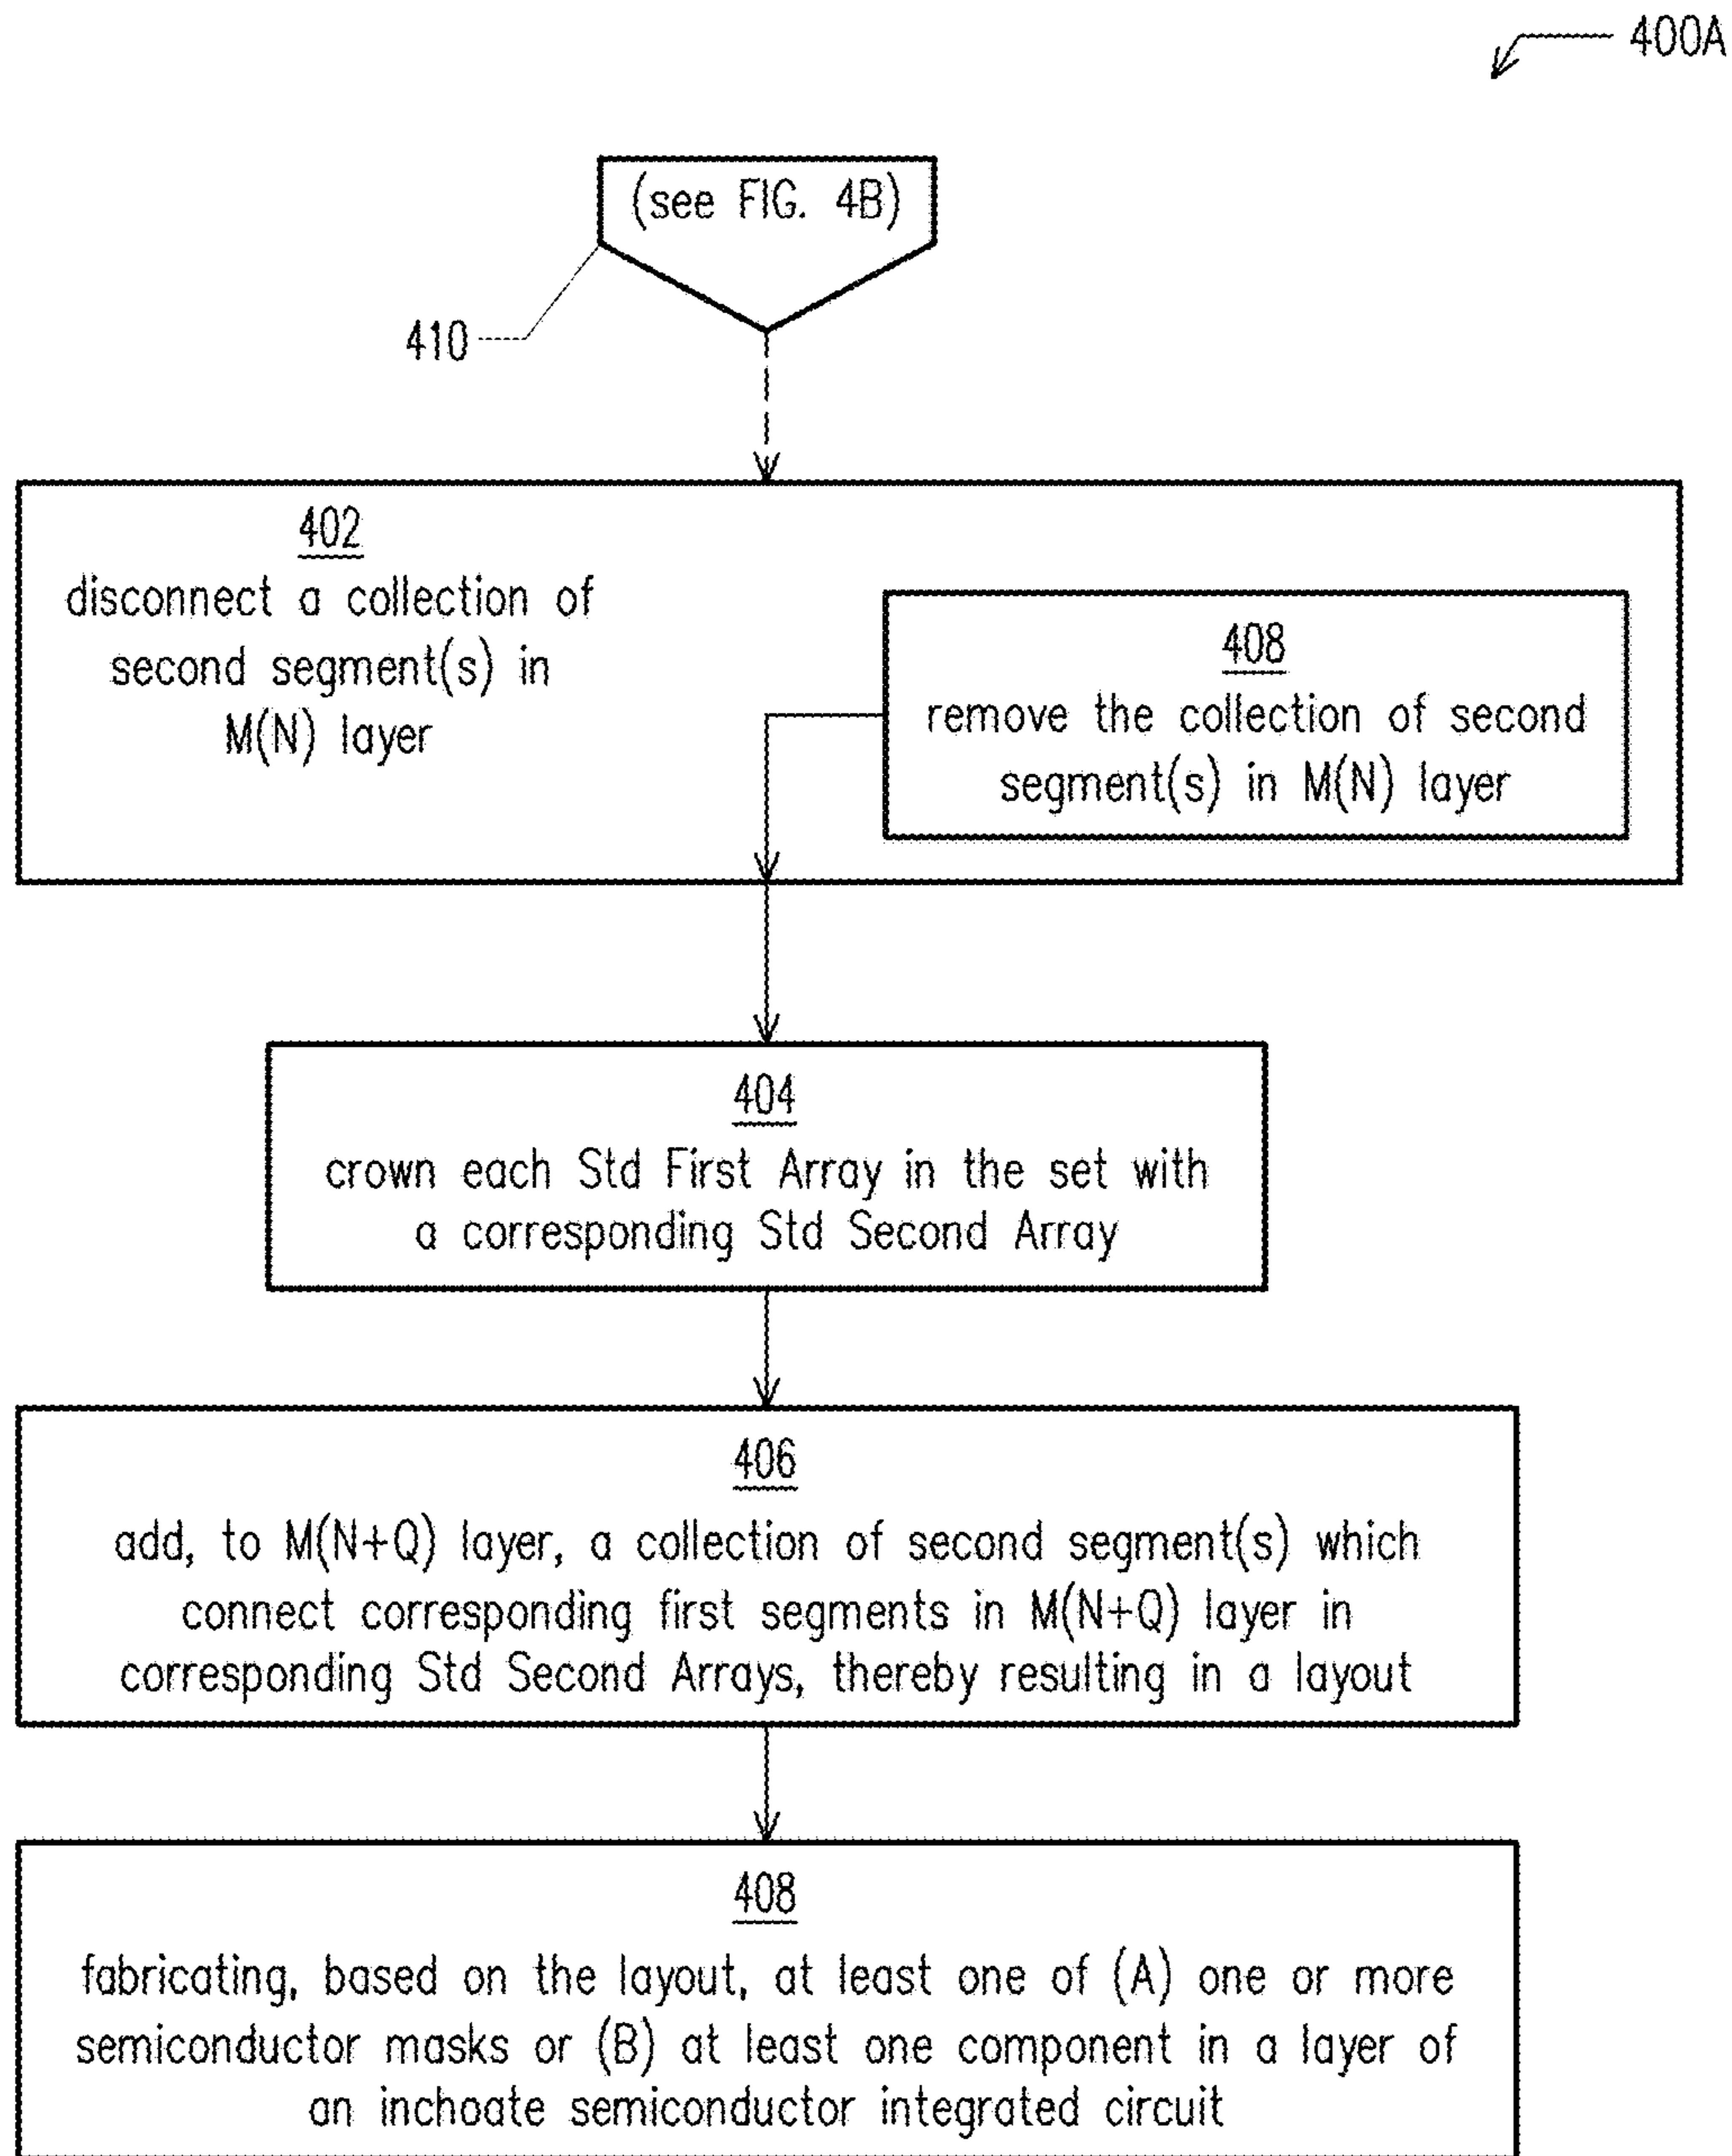 400A
(see FIG. 4B)
410
402
disconnect a collection of
second segment(s) in
M(N) layer
408
remove the collection of second
segment(s) in M(N) layer
404
crown each Std First Array in the set with
a corresponding Std Second Array
406
add, to M(N+Q) layer, a collection of second segment(s) which
connect corresponding first segments in M(N+Q) layer in
corresponding Std Second Arrays, thereby resulting in a layout
408
fabricating, based on the layout, at least one of (A) one or more
semiconductor masks or (B) at least one component in a layer of
an inchoate semiconductor integrated circuit